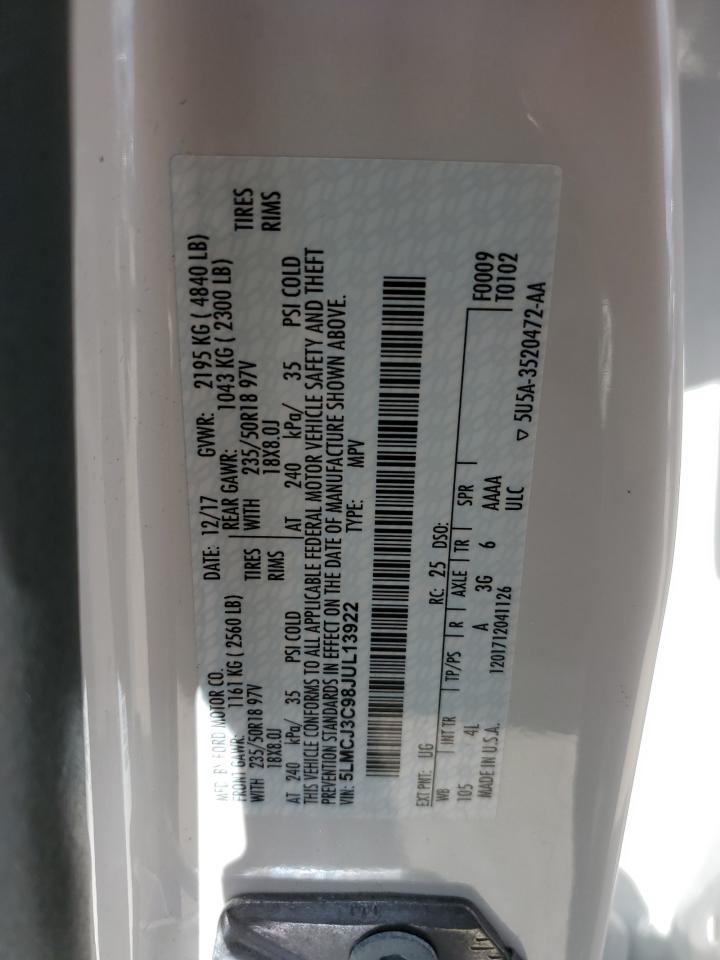 MFD. BY FORD MOTOR CO.
DATE: 12/17 GVWR: 2195 KG ( 4840 LB)
FRONT GAWR: 1161 KG ( 2560 LB) REAR GAWR: 1043 KG ( 2300 LB)
WITH 235/50R18 97V TIRES WITH 235/50R18 97V TIRES
18X8.0J RIMS 18X8.0J RIMS
AT 240 kPa/ 35 PSI COLD AT 240 kPa/ 35 PSI COLD
THIS VEHICLE CONFORMS TO ALL APPLICABLE FEDERAL MOTOR VEHICLE SAFETY AND THEFT
PREVENTION STANDARDS IN EFFECT ON THE DATE OF MANUFACTURE SHOWN ABOVE.
VIN: 5LMCJ3C98JUL13922 TYPE: MPV
EXT PNT: UG RC: 25 DSO:
WB INT TR TP/PS R AXLE TR SPR F0009
105 4L A 3G 6 AAAA T0102
MADE IN U.S.A. 1201712041126 ULC
▽ 5U5A-3520472-AA